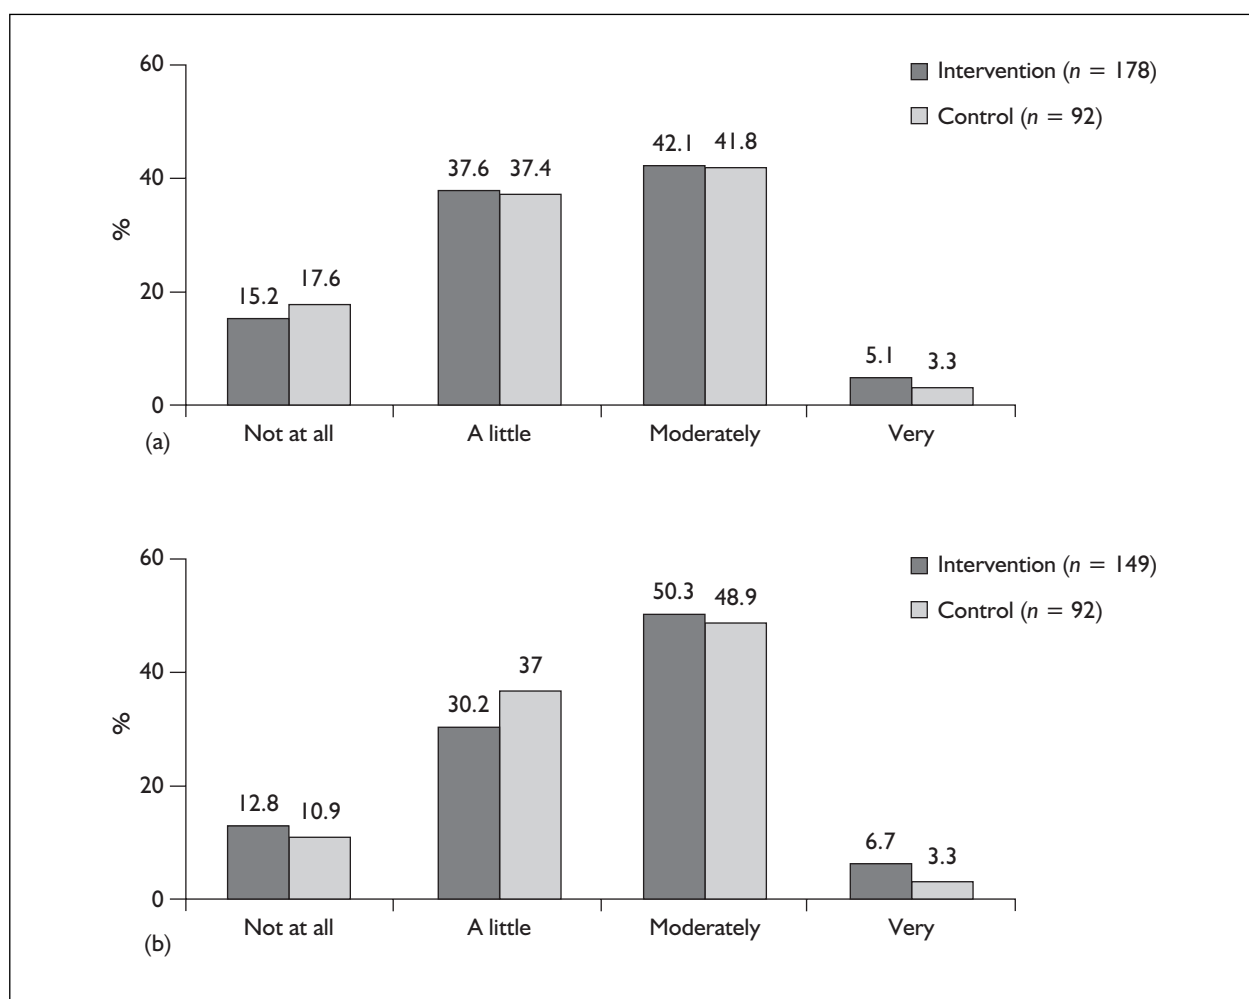 60
40
20
0
%
Intervention (n = 178)
Control (n = 92)
15.2
17.6
37.6
37.4
42.1
41.8
5.1
3.3
Not at all
A little
Moderately
Very
(a)
60
40
20
0
%
Intervention (n = 149)
Control (n = 92)
12.8
10.9
30.2
37
50.3
48.9
6.7
3.3
Not at all
A little
Moderately
Very
(b)